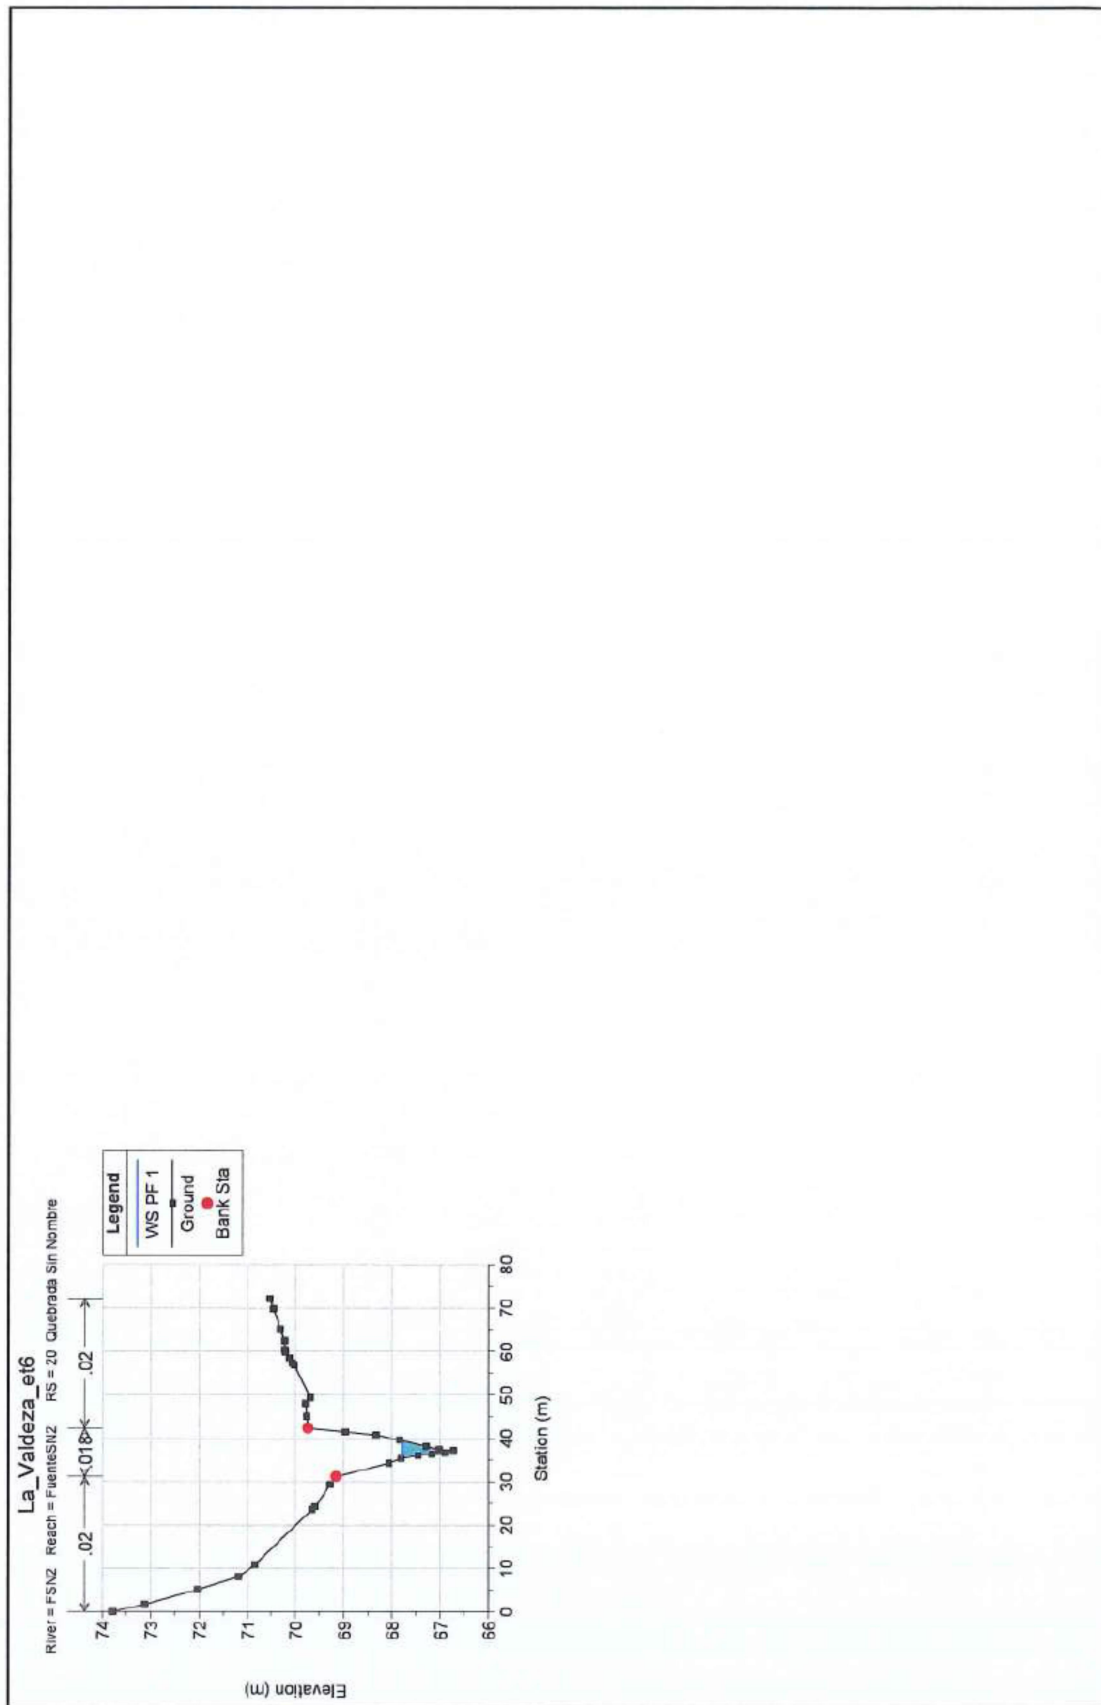 La_Valdeza_et6
River = FSN2 Reach = FuenteSN2 RS = 20 Quebrada Sin Nombre
.02
.018
.02
Legend
WS PF 1
Ground
Bank Sta
Elevation (m)
74
73
72
71
70
69
68
67
66
0
10
20
30
40
50
60
70
80
Station (m)